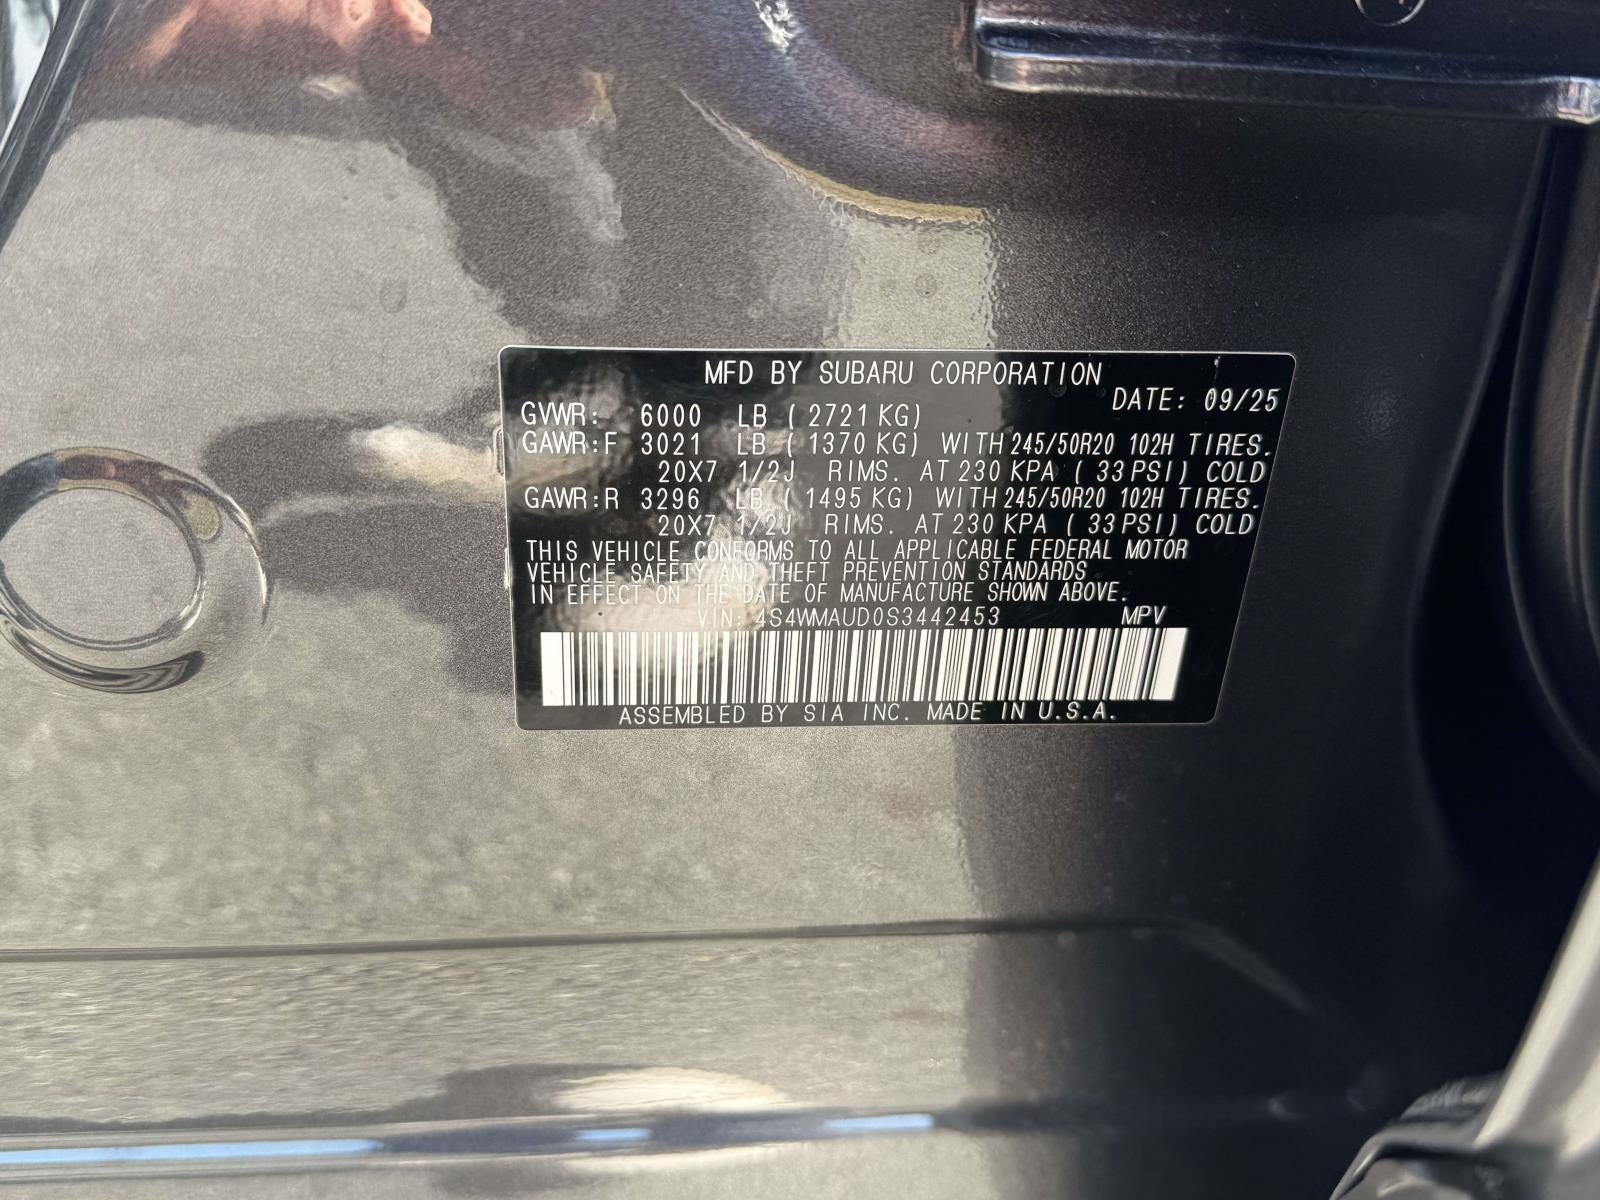 MFD BY SUBARU CORPORATION
DATE: 09/25
GVWR: 6000 LB ( 2721 KG)
GAWR:F 3021 LB ( 1370 KG) WITH 245/50R20 102H TIRES.
20X7 1/2J RIMS. AT 230 KPA ( 33 PSI) COLD
GAWR:R 3296 LB ( 1495 KG) WITH 245/50R20 102H TIRES.
20X7 1/2J RIMS. AT 230 KPA ( 33 PSI) COLD
THIS VEHICLE CONFORMS TO ALL APPLICABLE FEDERAL MOTOR
VEHICLE SAFETY AND THEFT PREVENTION STANDARDS
IN EFFECT ON THE DATE OF MANUFACTURE SHOWN ABOVE.
VIN: 4S4WMAUD0S3442453 MPV
ASSEMBLED BY SIA INC. MADE IN U.S.A.